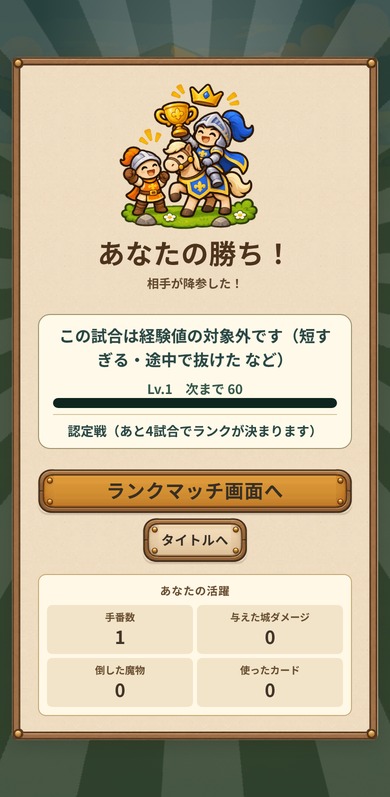 あなたの勝ち！
相手が降参した！
この試合は経験値の対象外です（短す
ぎる・途中で抜けた など）
Lv.1 次まで 60
認定戦（あと4試合でランクが決まります）
ランクマッチ画面へ
タイトルへ
あなたの活躍
手番数
1
与えた城ダメージ
0
倒した魔物
0
使ったカード
0